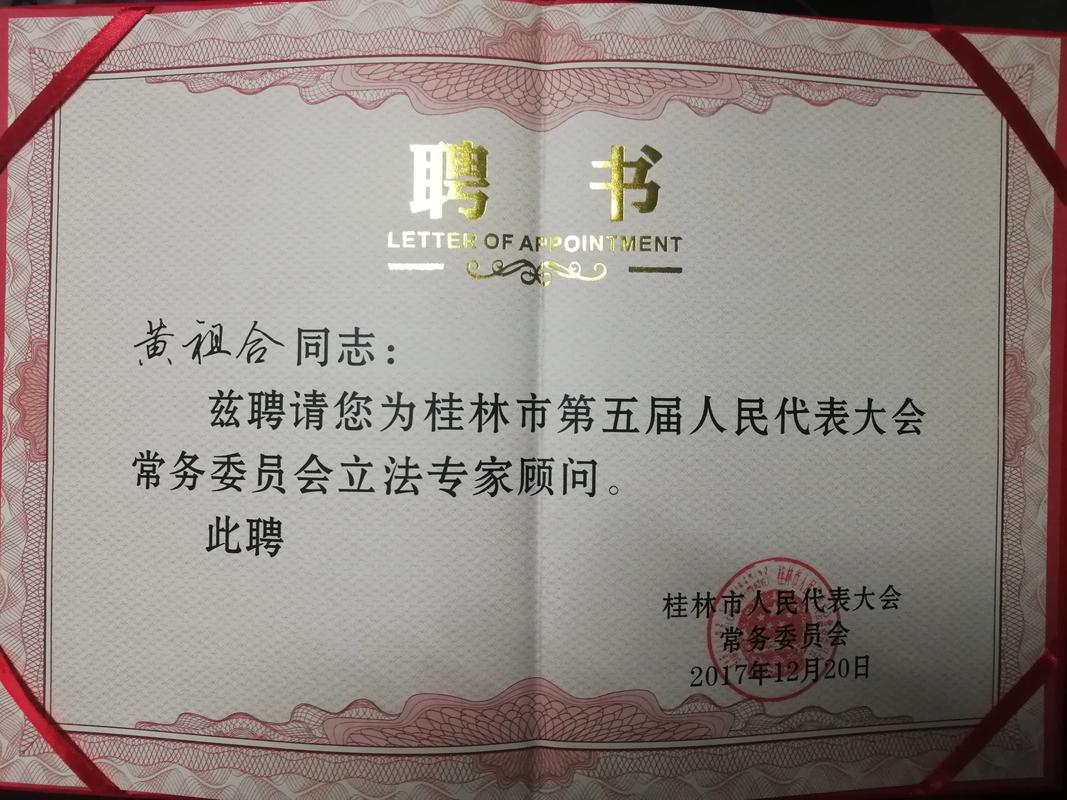 聘书
LETTER OF APPOINTMENT
黄祖合同志：
兹聘请您为桂林市第五届人民代表大会
常务委员会立法专家顾问。
此聘
桂林市人民代表大会
常务委员会
2017年12月20日